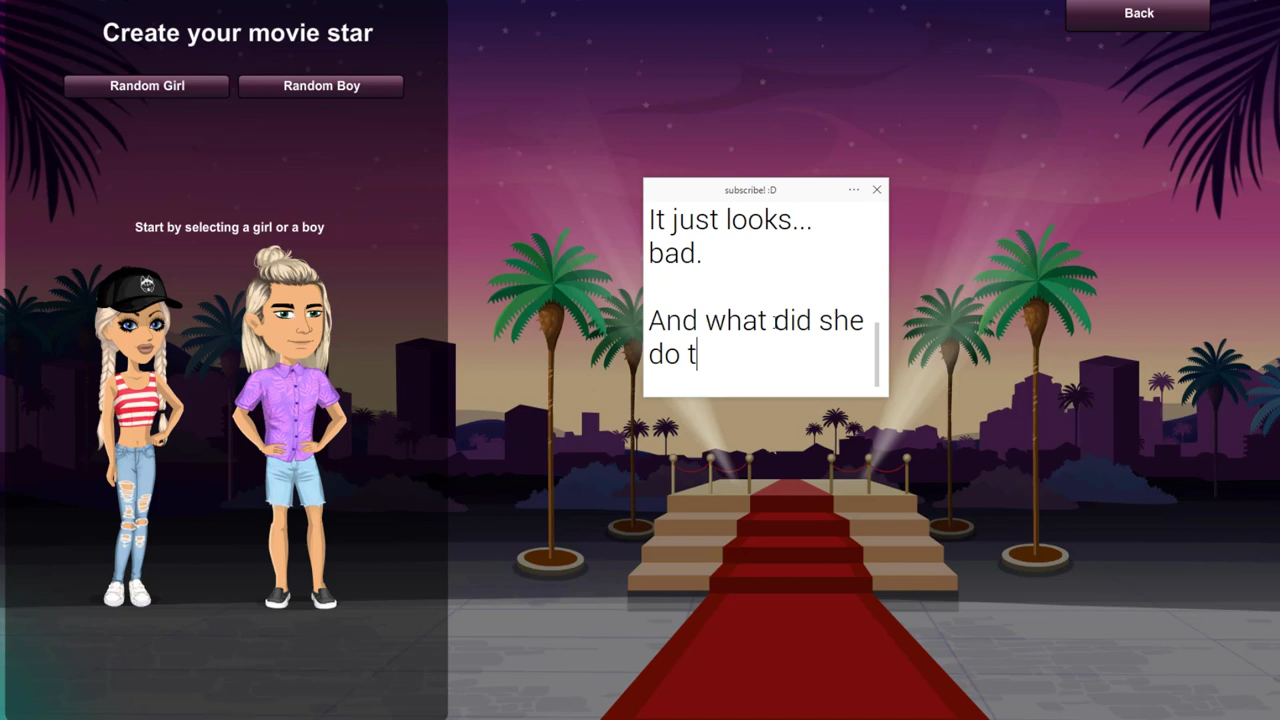 Create your movie star
Back
Random Girl
Random Boy
Start by selecting a girl or a boy
subscribe! :D
It just looks...
bad.
And what did she
do t